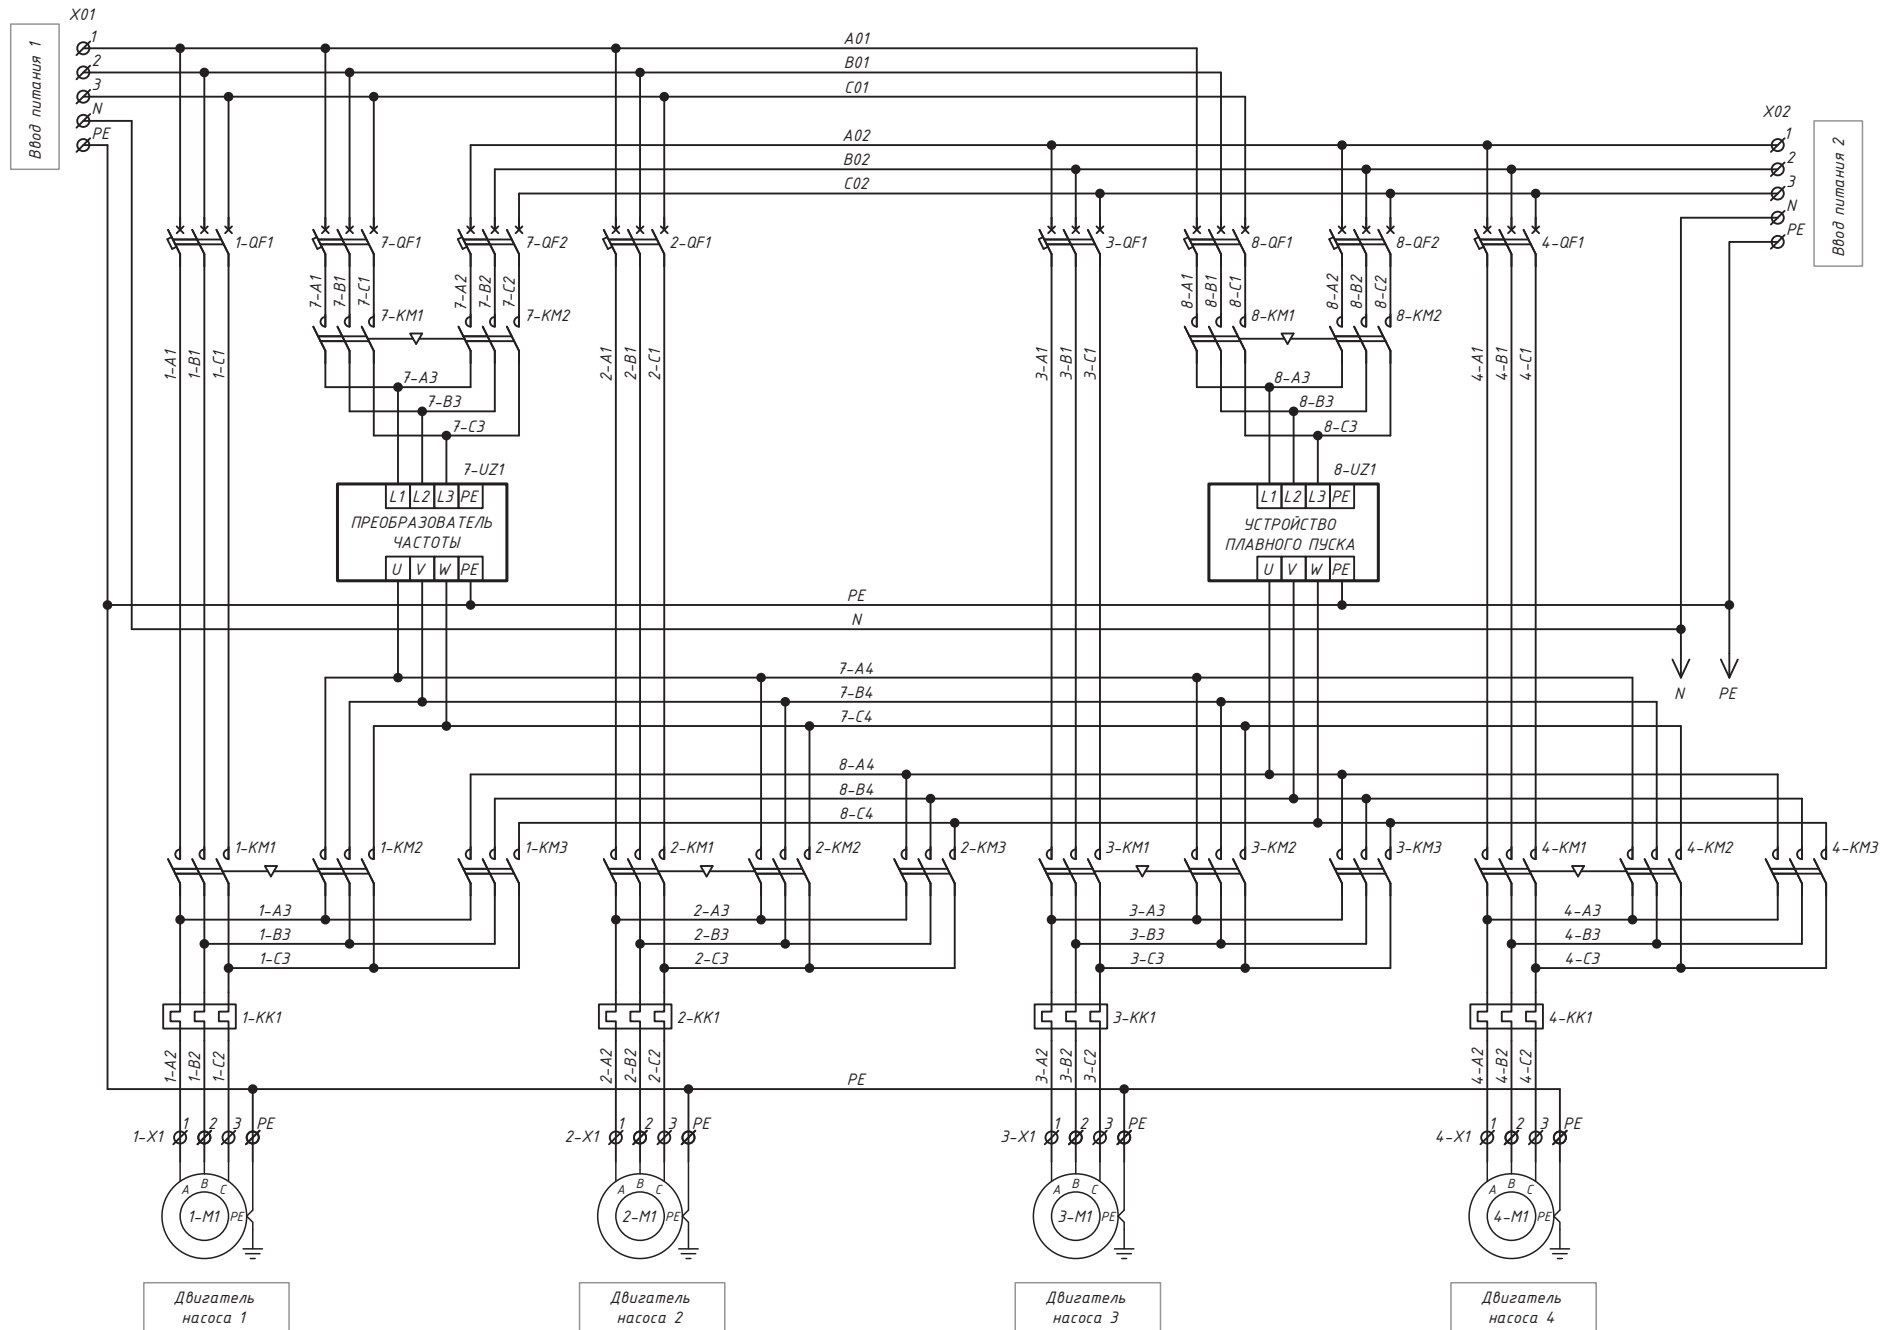 X01
Ввод питания 1
1
2
3
N
PE
A01
B01
C01
A02
B02
C02
X02
1
2
3
N
PE
Ввод питания 2
1-QF1
7-QF1
7-QF2
2-QF1
3-QF1
8-QF1
8-QF2
4-QF1
7-A1
7-B1
7-C1
7-A2
7-B2
7-C2
8-A1
8-B1
8-C1
8-A2
8-B2
8-C2
7-KM1
7-KM2
8-KM1
8-KM2
1-A1
1-B1
1-C1
2-A1
2-B1
2-C1
3-A1
3-B1
3-C1
4-A1
4-B1
4-C1
7-A3
7-B3
7-C3
8-A3
8-B3
8-C3
7-UZ1
L1 L2 L3 PE
ПРЕОБРАЗОВАТЕЛЬ
ЧАСТОТЫ
U V W PE
8-UZ1
L1 L2 L3 PE
УСТРОЙСТВО
ПЛАВНОГО ПУСКА
U V W PE
PE
N
N
PE
7-A4
7-B4
7-C4
8-A4
8-B4
8-C4
1-KM1
1-KM2
1-KM3
2-KM1
2-KM2
2-KM3
3-KM1
3-KM2
3-KM3
4-KM1
4-KM2
4-KM3
1-A3
1-B3
1-C3
2-A3
2-B3
2-C3
3-A3
3-B3
3-C3
4-A3
4-B3
4-C3
1-KK1
2-KK1
3-KK1
4-KK1
1-A2
1-B2
1-C2
2-A2
2-B2
2-C2
3-A2
3-B2
3-C2
4-A2
4-B2
4-C2
PE
1-X1
1
2
3
PE
2-X1
1
2
3
PE
3-X1
1
2
3
PE
4-X1
1
2
3
PE
A B C
1-M1
PE
A B C
2-M1
PE
A B C
3-M1
PE
A B C
4-M1
PE
Двигатель
насоса 1
Двигатель
насоса 2
Двигатель
насоса 3
Двигатель
насоса 4